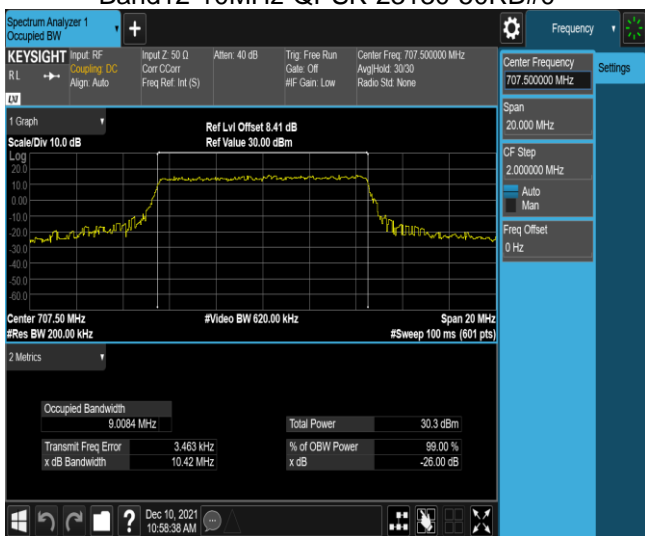 Band12-10MHz-QPSK-23130-50RB#0
Spectrum Analyzer 1
Occupied BW
+
Frequency
KEYSIGHT
Input: RF
Input Z: 50 Ω
Atten: 40 dB
Trig: Free Run
Center Freq: 707.500000 MHz
RL
Coupling: DC
Corr CCorr
Gate: Off
Avg|Hold: 30/30
Align: Auto
Freq Ref: Int (S)
#IF Gain: Low
Radio Std: None
LXI
Center Frequency
707.500000 MHz
Settings
Span
20.000 MHz
CF Step
2.000000 MHz
Auto
Man
Freq Offset
0 Hz
1 Graph
Ref Lvl Offset 8.41 dB
Scale/Div 10.0 dB
Ref Value 30.00 dBm
Log
20.0
10.0
0.00
-10.0
-20.0
-30.0
-40.0
-50.0
-60.0
Center 707.50 MHz
#Video BW 620.00 kHz
Span 20 MHz
#Res BW 200.00 kHz
#Sweep 100 ms (601 pts)
2 Metrics
Occupied Bandwidth
9.0084 MHz
Total Power
30.3 dBm
Transmit Freq Error
3.463 kHz
% of OBW Power
99.00 %
x dB Bandwidth
10.42 MHz
x dB
-26.00 dB
?
Dec 10, 2021
10:58:38 AM